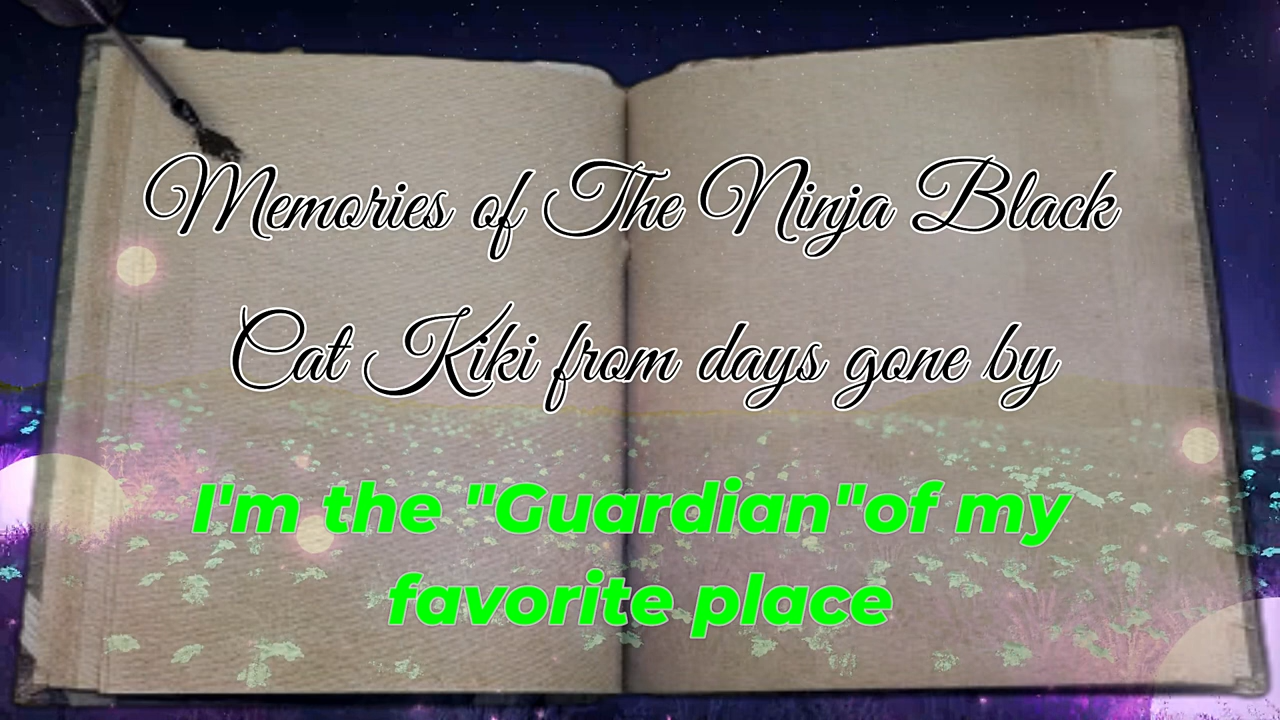 Memories of The Ninja Black
Cat Kiki from days gone by
I'm the "Guardian"of my
favorite place